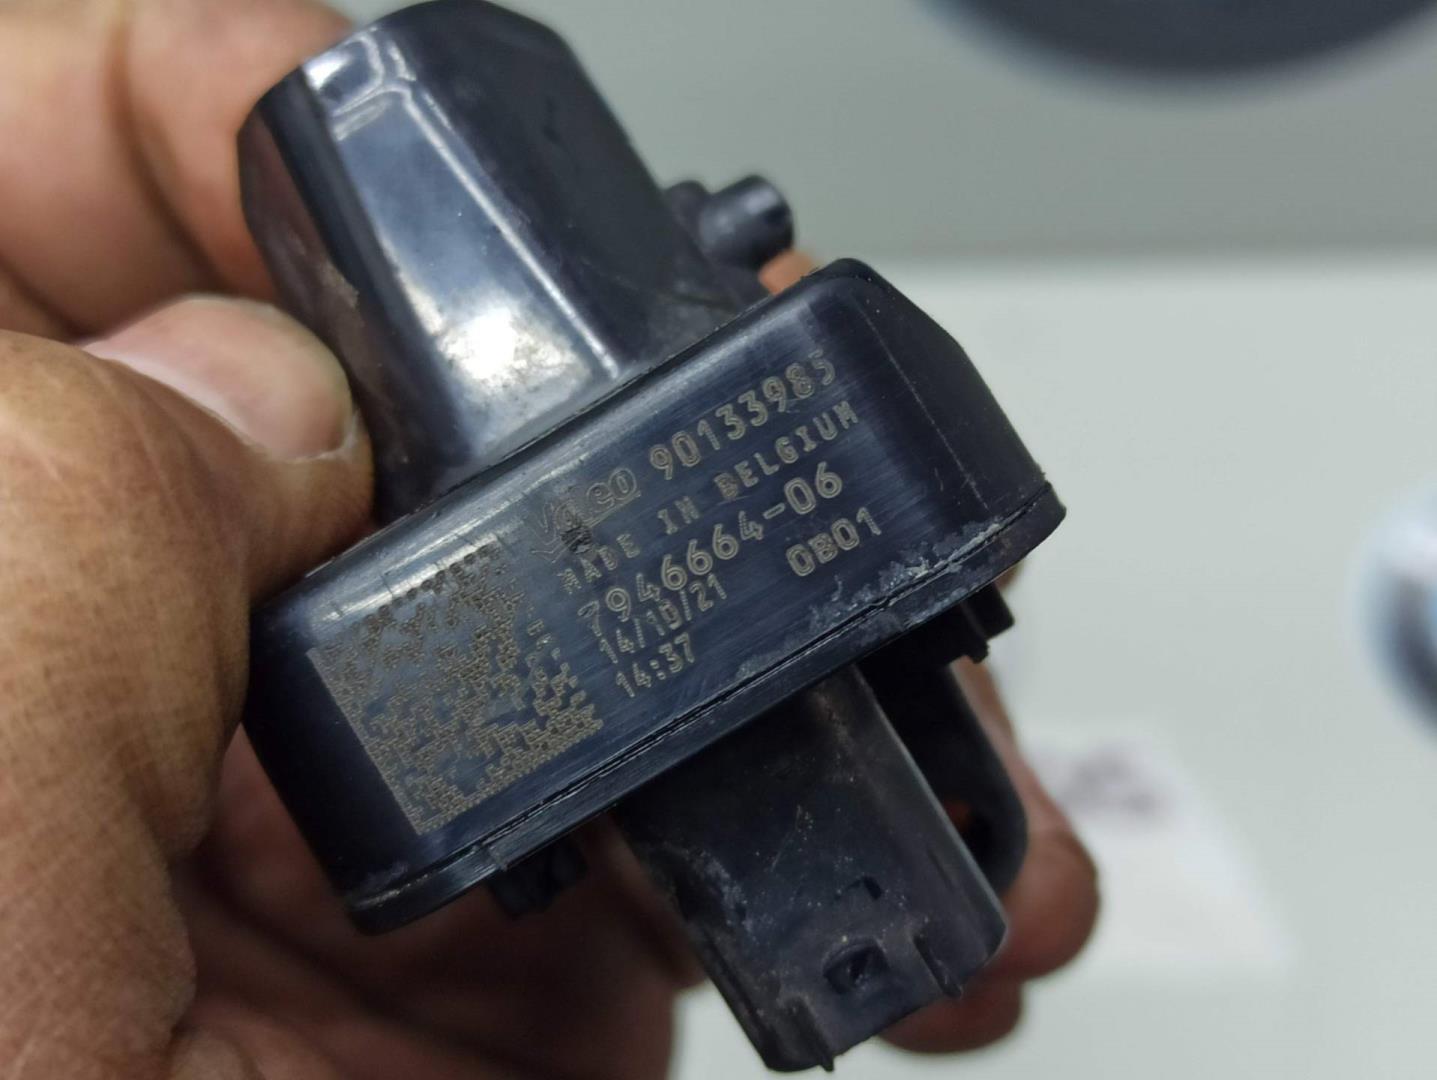 Valeo 90133985
MADE IN BELGIUM
7946664-06
14/10/21 0B01
14:37